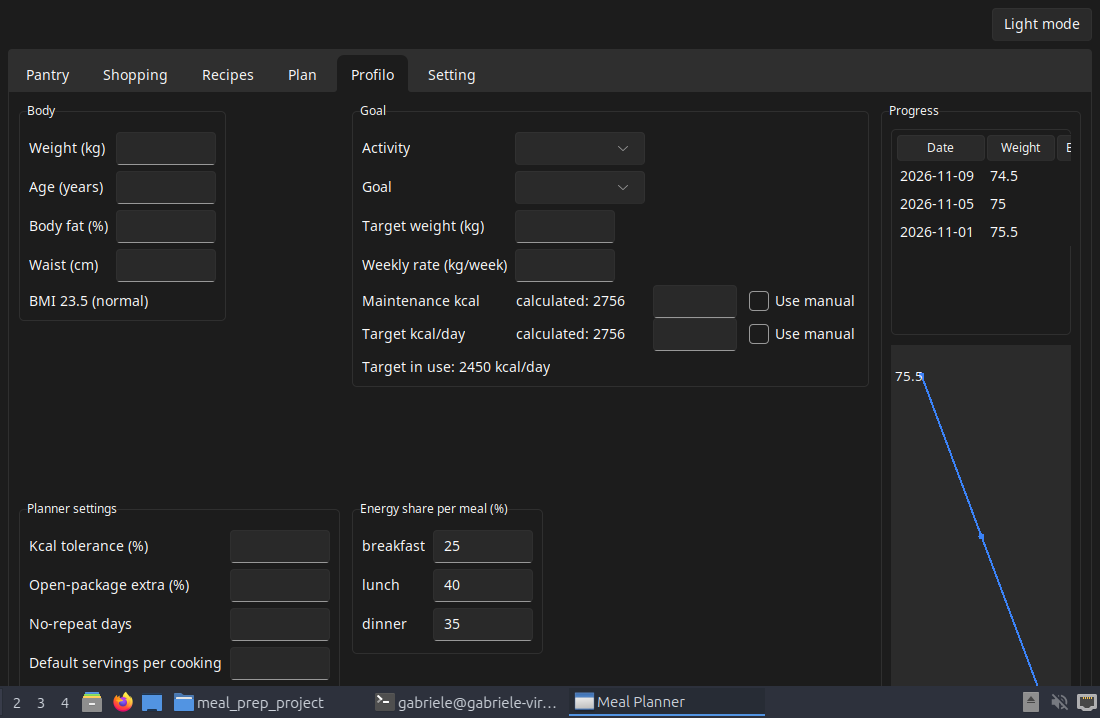 Light mode
Pantry Shopping Recipes Plan Profilo Setting
Body
Weight (kg)
Age (years)
Body fat (%)
Waist (cm)
BMI 23.5 (normal)
Goal
Activity
Goal
Target weight (kg)
Weekly rate (kg/week)
Maintenance kcal calculated: 2756 Use manual
Target kcal/day calculated: 2756 Use manual
Target in use: 2450 kcal/day
Progress
Date Weight
2026-11-09 74.5
2026-11-05 75
2026-11-01 75.5
75.5
Planner settings
Kcal tolerance (%)
Open-package extra (%)
No-repeat days
Default servings per cooking
Energy share per meal (%)
breakfast 25
lunch 40
dinner 35
2 3 4 meal_prep_project gabriele@gabriele-vir... Meal Planner